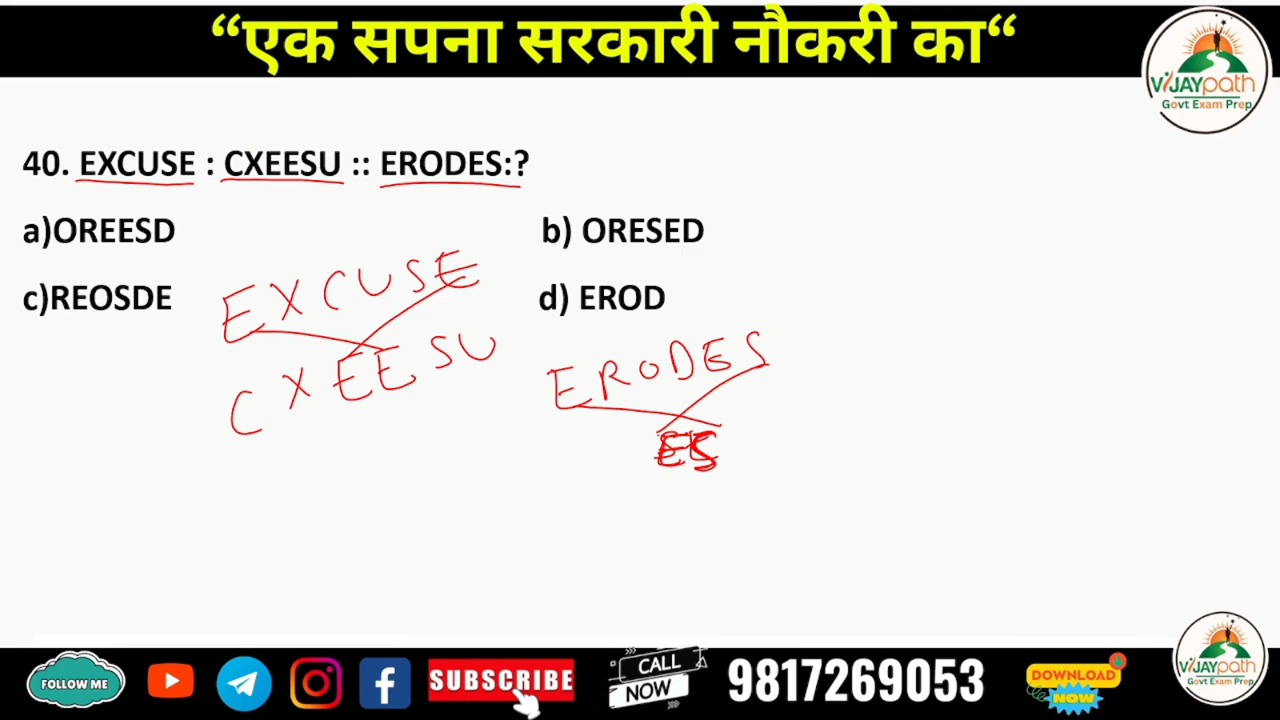 “एक सपना सरकारी नौकरी का“
ViJAYpath
Govt Exam Prep
40. EXCUSE : CXEESU :: ERODES:?
a)OREESD b) ORESED
c)REOSDE d) EROD
EXCUSE
CXEESU
ERODES
ViJAYpath
Govt Exam Prep
FOLLOW ME
SUBSCRIBE
CALL
NOW
9817269053
DOWNLOAD
NOW